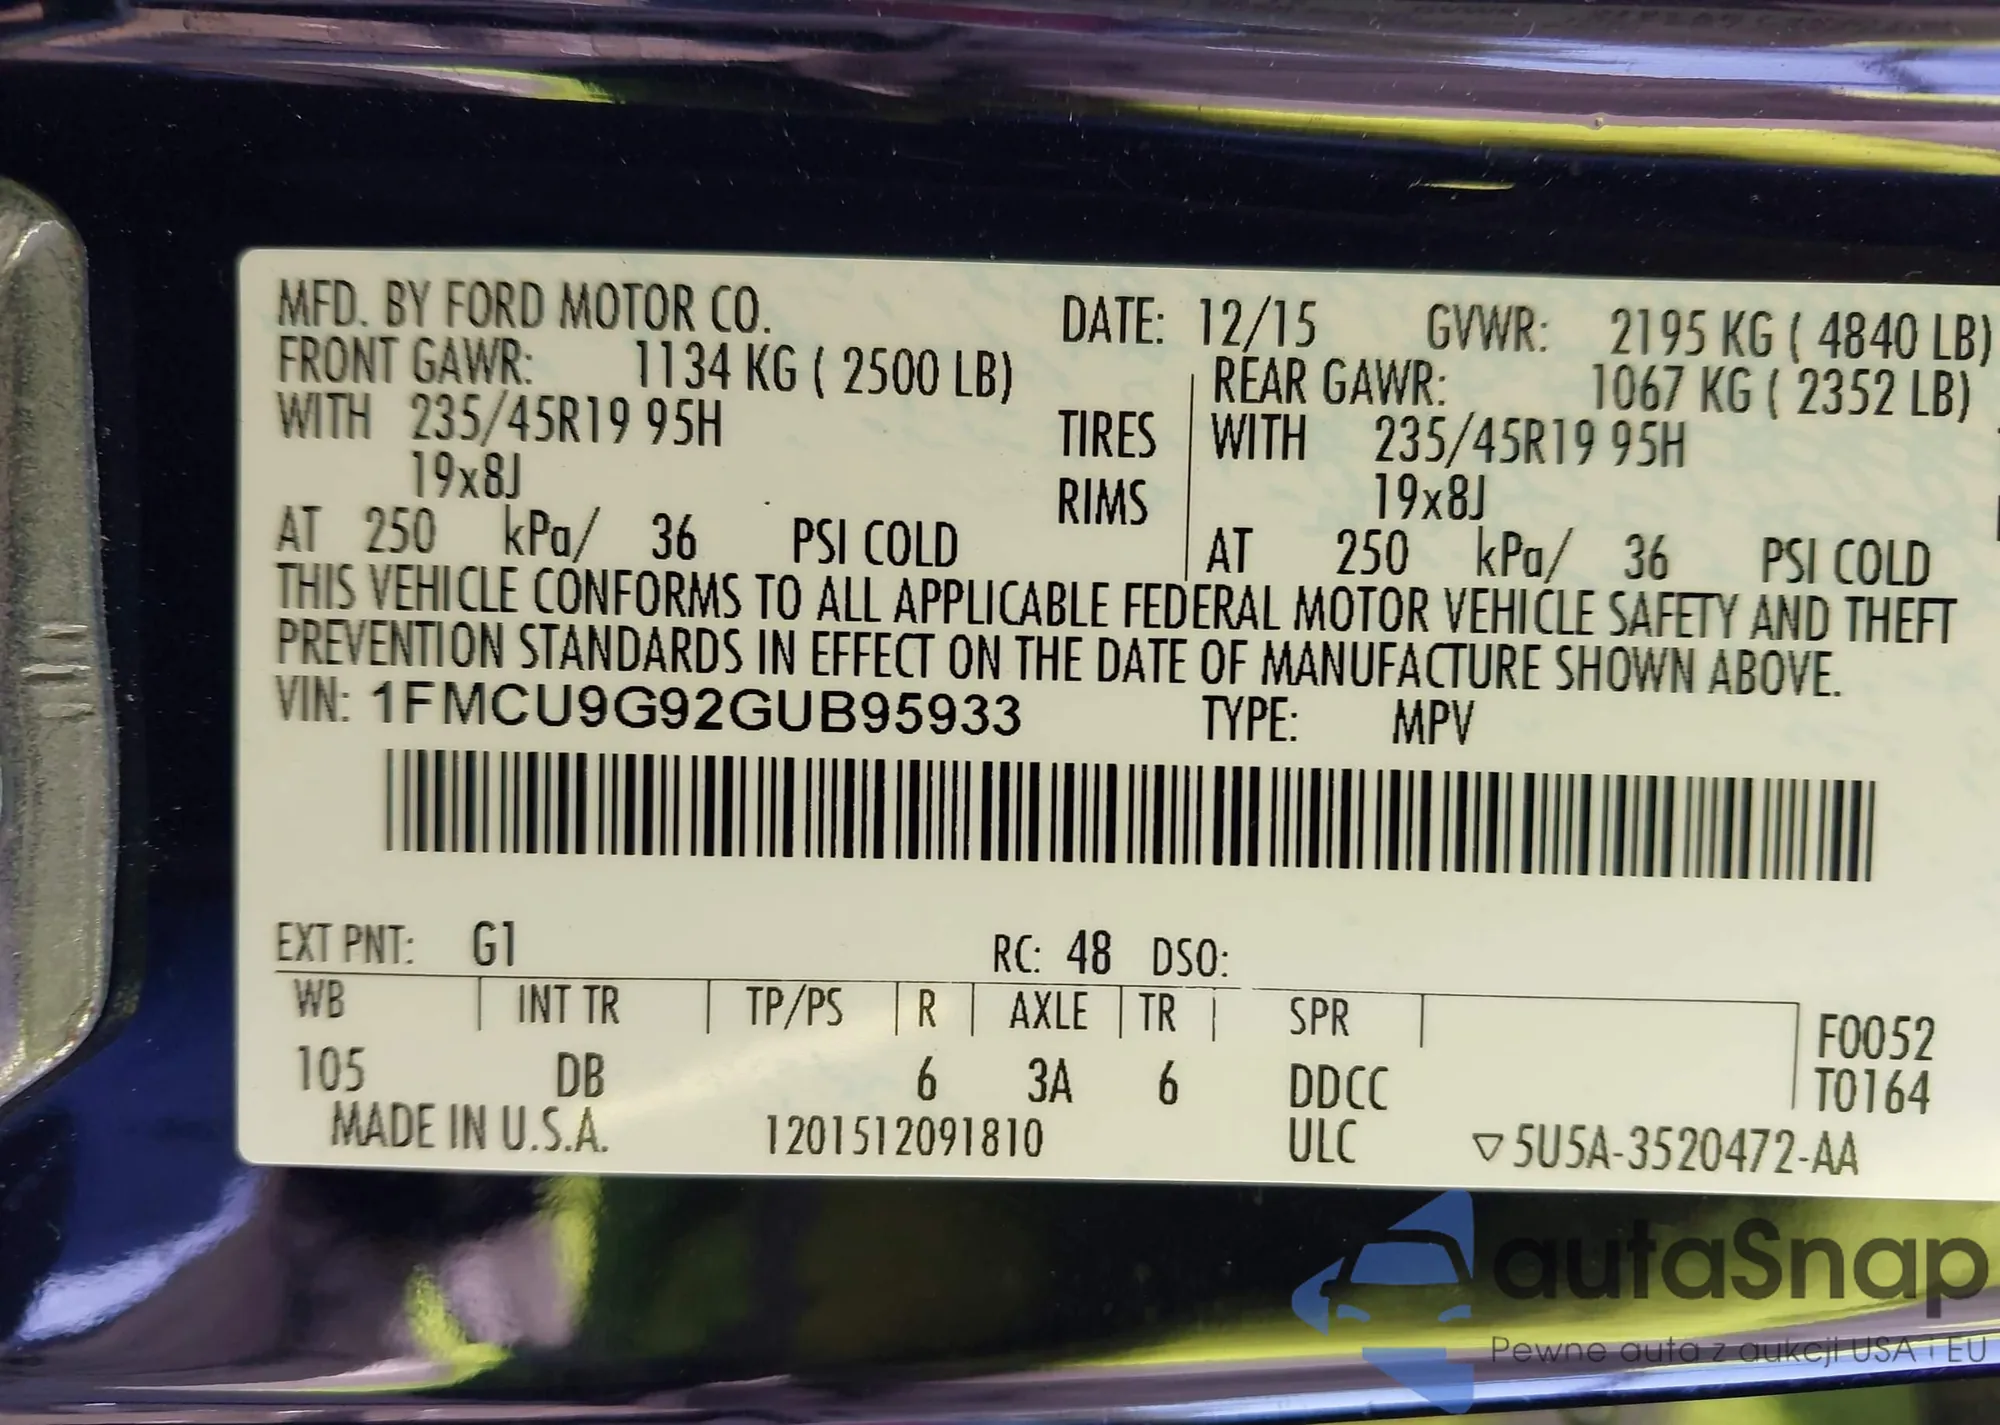 MFD. BY FORD MOTOR CO. DATE: 12/15 GVWR: 2195 KG ( 4840 LB)
FRONT GAWR: 1134 KG ( 2500 LB) REAR GAWR: 1067 KG ( 2352 LB)
WITH 235/45R19 95H TIRES WITH 235/45R19 95H
19x8J RIMS 19x8J
AT 250 kPa/ 36 PSI COLD AT 250 kPa/ 36 PSI COLD
THIS VEHICLE CONFORMS TO ALL APPLICABLE FEDERAL MOTOR VEHICLE SAFETY AND THEFT
PREVENTION STANDARDS IN EFFECT ON THE DATE OF MANUFACTURE SHOWN ABOVE.
VIN: 1FMCU9G92GUB95933 TYPE: MPV
EXT PNT: G1 RC: 48 DSO:
WB INT TR TP/PS R AXLE TR SPR F0052
105 DB 6 3A 6 DDCC T0164
MADE IN U.S.A. 1201512091810 ULC ▽5U5A-3520472-AA
autaSnap
Pewne auta z aukcji USA i EU